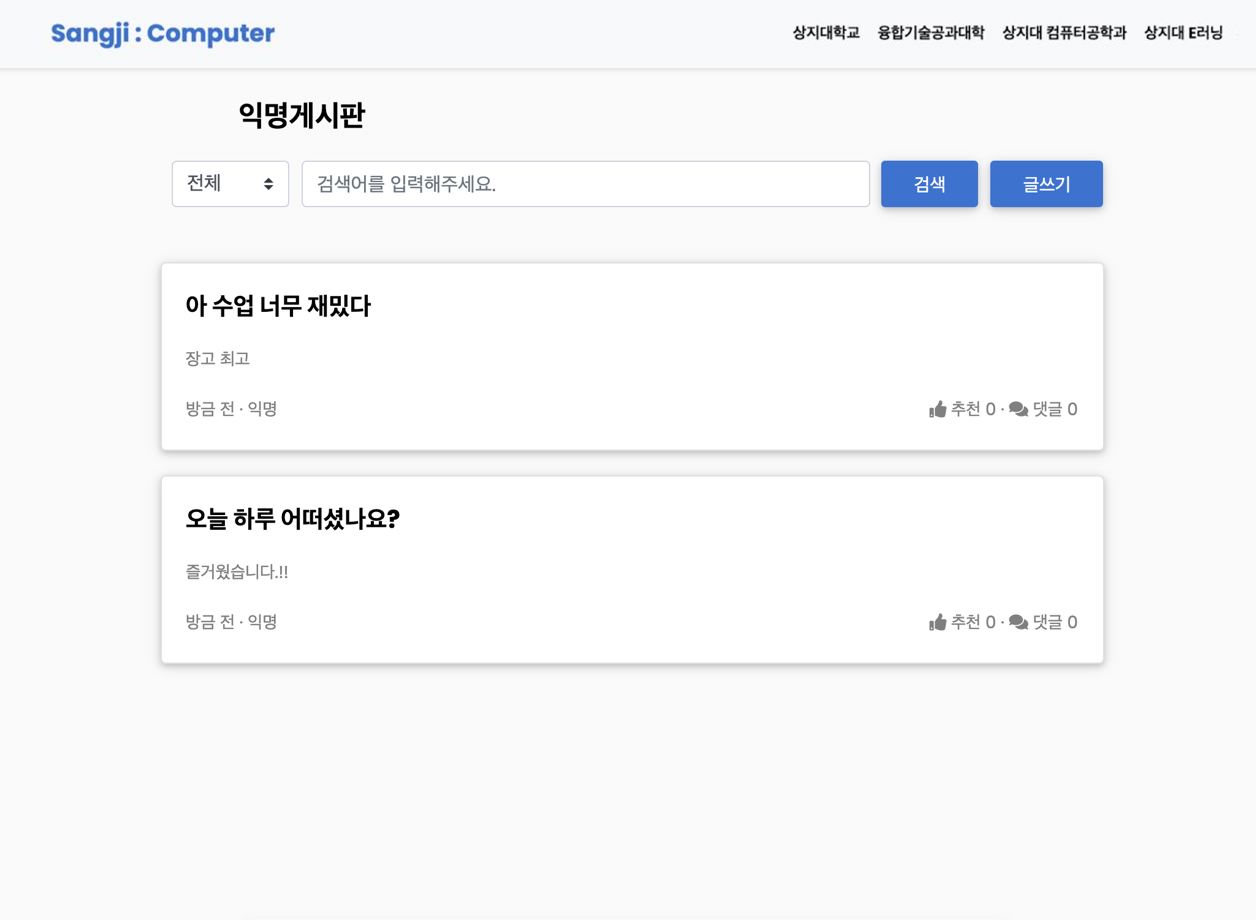 Sangji : Computer
상지대학교 융합기술공과대학 상지대 컴퓨터공학과 상지대 E러닝
익명게시판
전체 검색어를 입력해주세요. 검색 글쓰기
아 수업 너무 재밌다
장고 최고
방금 전 · 익명 추천 0 · 댓글 0
오늘 하루 어떠셨나요?
즐거웠습니다.!!
방금 전 · 익명 추천 0 · 댓글 0